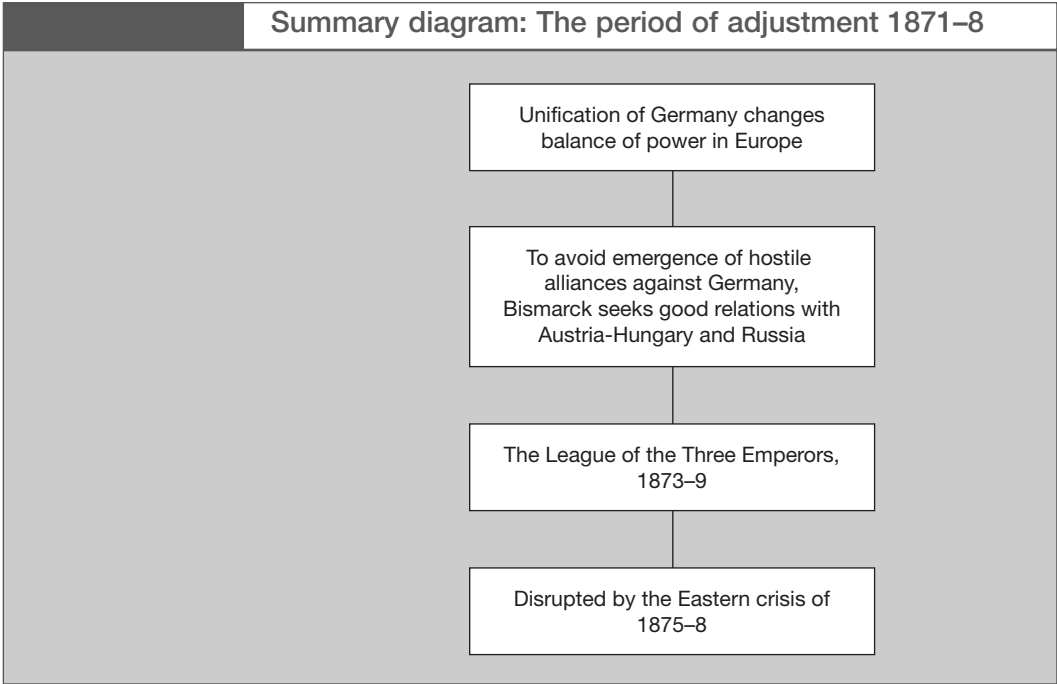 Summary diagram: The period of adjustment 1871–8
Unification of Germany changes
balance of power in Europe
To avoid emergence of hostile
alliances against Germany,
Bismarck seeks good relations with
Austria-Hungary and Russia
The League of the Three Emperors,
1873–9
Disrupted by the Eastern crisis of
1875–8